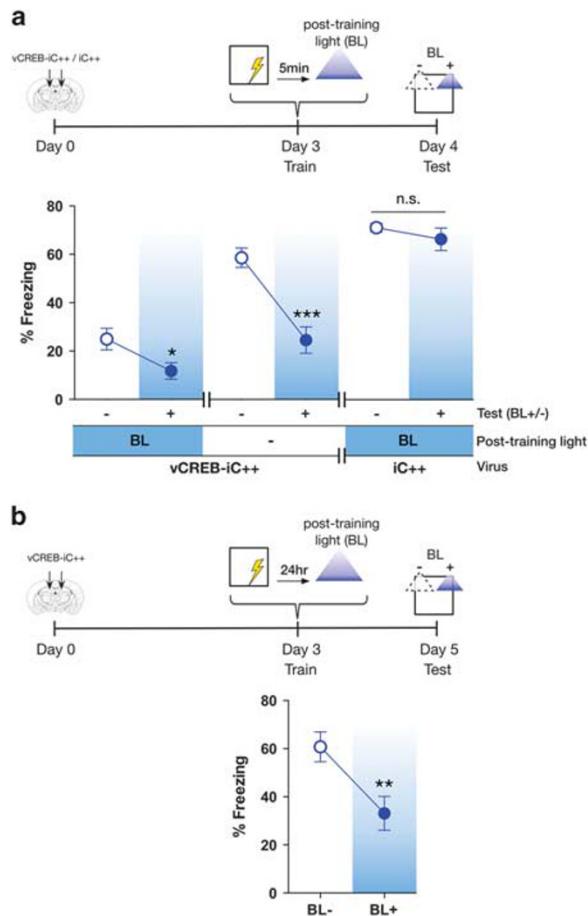 a
vCREB-iC++ / iC++
post-training
light (BL)
5min
BL
- +
Day 0
Day 3
Train
Day 4
Test
% Freezing
80
60
40
20
0
*
***
n.s.
- + - + - + Test (BL+/-)
BL - BL Post-training light
vCREB-iC++ iC++ Virus
b
vCREB-iC++
post-training
light (BL)
24hr
BL
- +
Day 0
Day 3
Train
Day 5
Test
% Freezing
80
60
40
20
0
**
BL- BL+